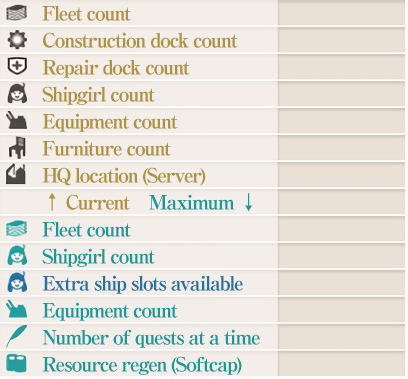 Fleet count
Construction dock count
Repair dock count
Shipgirl count
Equipment count
Furniture count
HQ location (Server)
↑ Current Maximum ↓
Fleet count
Shipgirl count
Extra ship slots available
Equipment count
Number of quests at a time
Resource regen (Softcap)